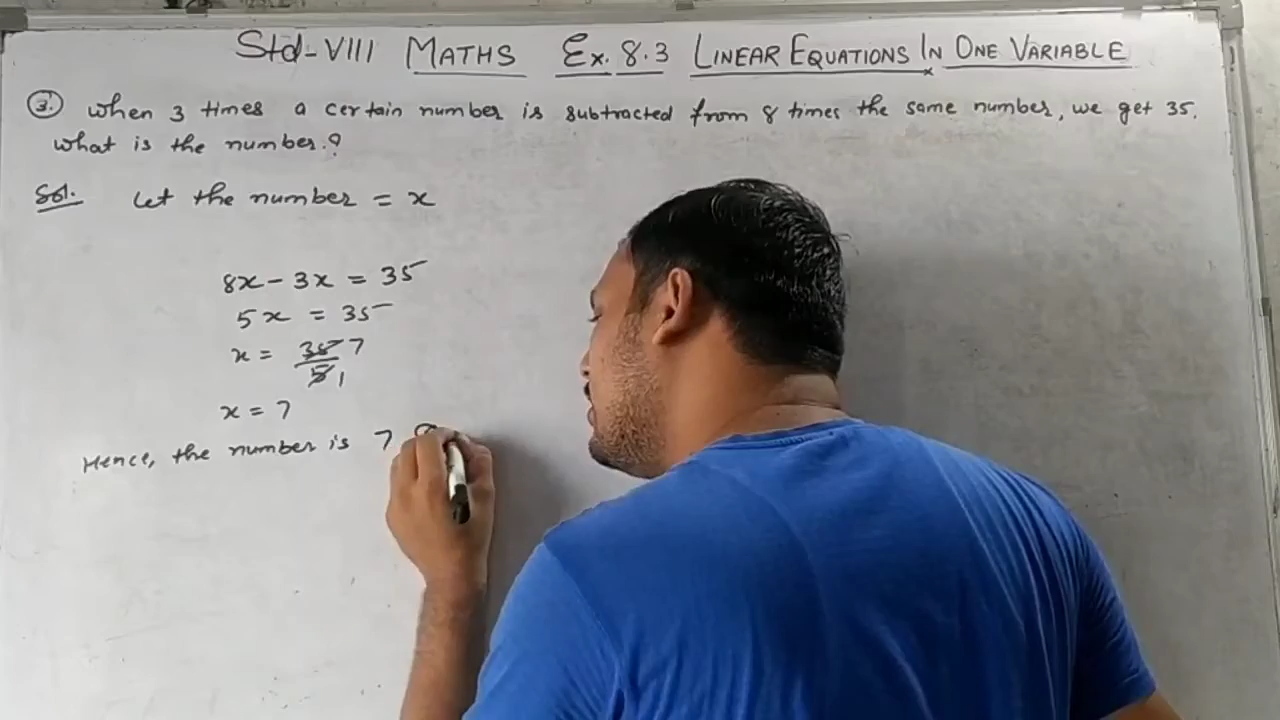 Std-VIII MATHS Ex. 8.3 LINEAR EQUATIONS IN ONE VARIABLE
3. when 3 times a certain number is subtracted from 8 times the same number, we get 35.
what is the number.?
Sol. Let the number = x
8x - 3x = 35
5x = 35
x = 35/5 7 1
x = 7
Hence, the number is 7